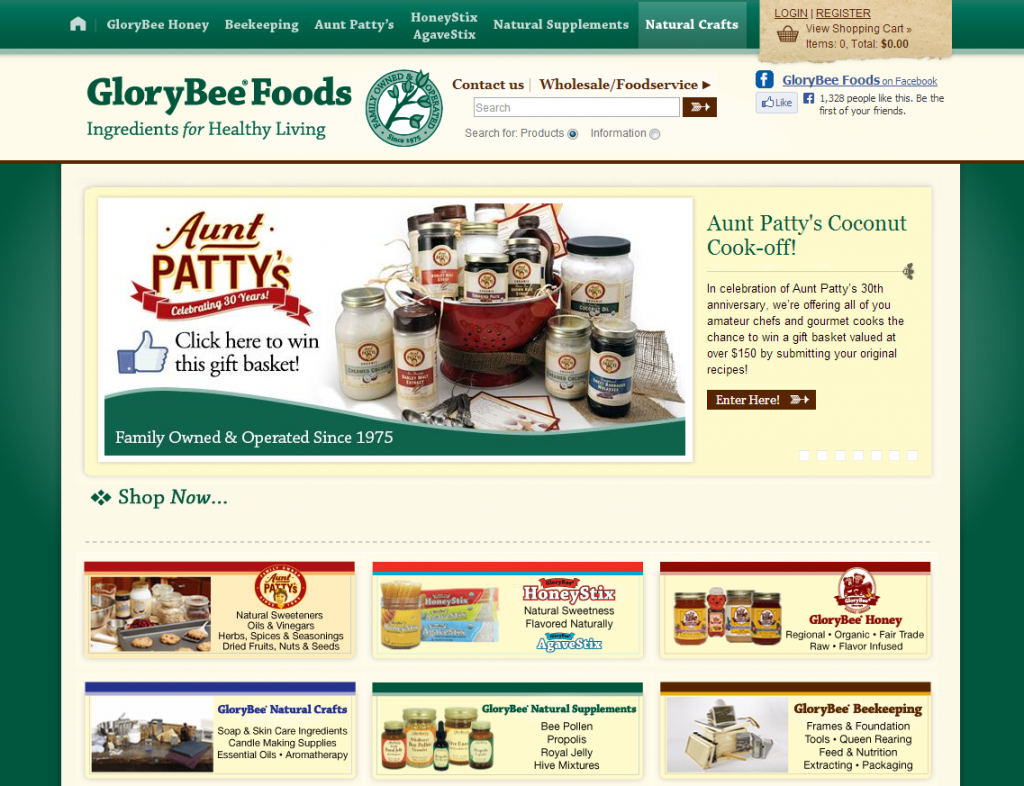 GloryBee Honey
Beekeeping
Aunt Patty's
HoneyStix
AgaveStix
Natural Supplements
Natural Crafts
LOGIN | REGISTER
View Shopping Cart »
Items: 0, Total: $0.00
GloryBee® Foods
Ingredients for Healthy Living
FAMILY OWNED & OPERATED
Since 1975
Contact us | Wholesale/Foodservice ►
Search
Search for: Products Information
GloryBee Foods on Facebook
Like
1,328 people like this. Be the
first of your friends.
Aunt
PATTY's
Celebrating 30 Years!
Click here to win
this gift basket!
Family Owned & Operated Since 1975
Aunt Patty's Coconut
Cook-off!
In celebration of Aunt Patty's 30th
anniversary, we're offering all of you
amateur chefs and gourmet cooks the
chance to win a gift basket valued at
over $150 by submitting your original
recipes!
Enter Here!
Shop Now...
Aunt
PATTY's
Natural Sweeteners
Oils & Vinegars
Herbs, Spices & Seasonings
Dried Fruits, Nuts & Seeds
HoneyStix
AgaveStix
GloryBee®
HoneyStix
Natural Sweetness
Flavored Naturally
GloryBee®
AgaveStix
GloryBee
GloryBee® Honey
Regional • Organic • Fair Trade
Raw • Flavor Infused
GloryBee® Natural Crafts
Soap & Skin Care Ingredients
Candle Making Supplies
Essential Oils • Aromatherapy
GloryBee® Natural Supplements
Bee Pollen
Propolis
Royal Jelly
Hive Mixtures
GloryBee® Beekeeping
Frames & Foundation
Tools • Queen Rearing
Feed & Nutrition
Extracting • Packaging